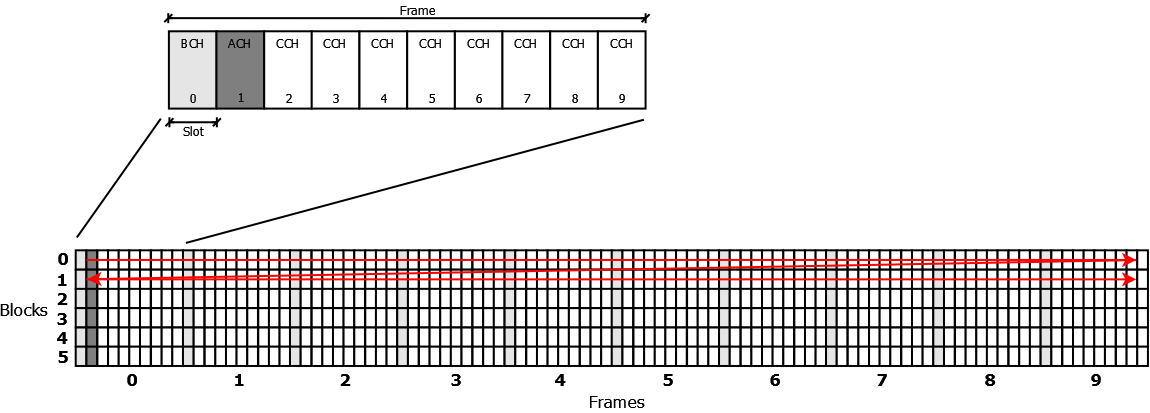 Frame
BCH ACH CCH CCH CCH CCH CCH CCH CCH CCH
0 1 2 3 4 5 6 7 8 9
Slot
0
1
2
Blocks
3
4
5
0 1 2 3 4 5 6 7 8 9
Frames